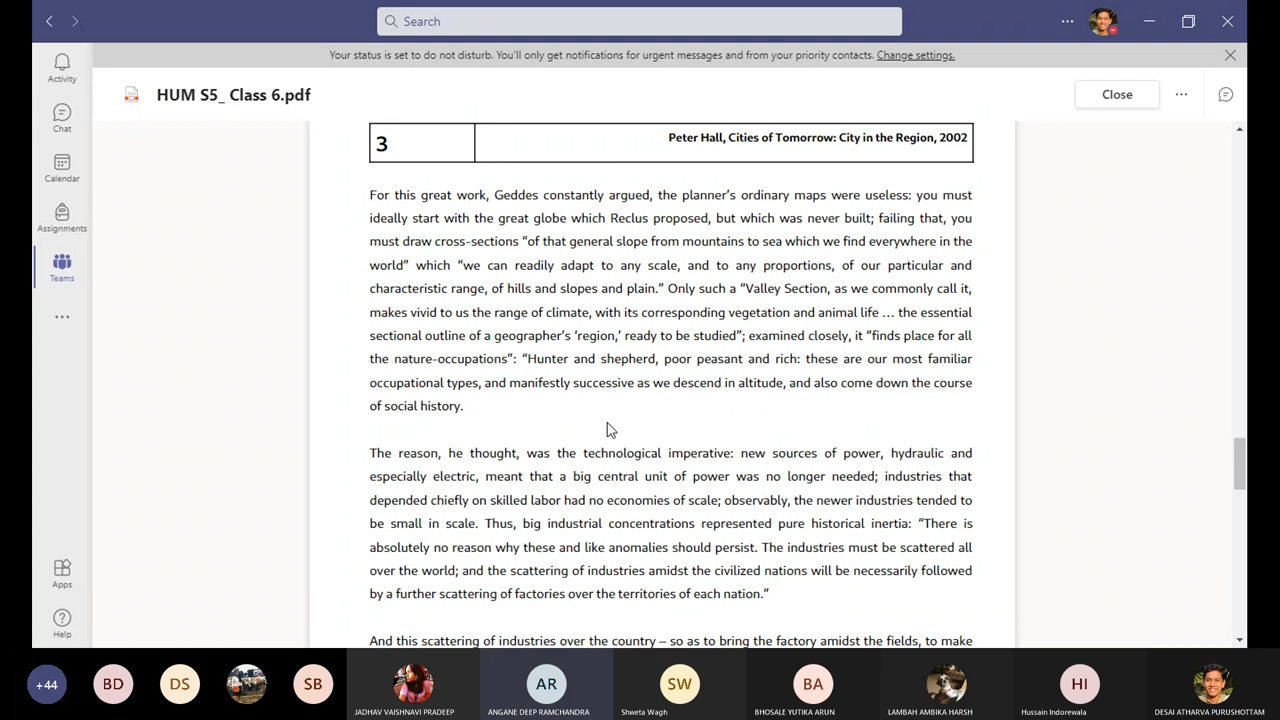 Search
Your status is set to do not disturb. You'll only get notifications for urgent messages and from your priority contacts. Change settings.
Activity
Chat
Calendar
Assignments
Teams
Apps
Help
HUM S5_ Class 6.pdf
Close
3
Peter Hall, Cities of Tomorrow: City in the Region, 2002
For this great work, Geddes constantly argued, the planner’s ordinary maps were useless: you must
ideally start with the great globe which Reclus proposed, but which was never built; failing that, you
must draw cross-sections “of that general slope from mountains to sea which we find everywhere in the
world” which “we can readily adapt to any scale, and to any proportions, of our particular and
characteristic range, of hills and slopes and plain.” Only such a “Valley Section, as we commonly call it,
makes vivid to us the range of climate, with its corresponding vegetation and animal life … the essential
sectional outline of a geographer’s ‘region,’ ready to be studied”; examined closely, it “finds place for all
the nature-occupations”: “Hunter and shepherd, poor peasant and rich: these are our most familiar
occupational types, and manifestly successive as we descend in altitude, and also come down the course
of social history.
The reason, he thought, was the technological imperative: new sources of power, hydraulic and
especially electric, meant that a big central unit of power was no longer needed; industries that
depended chiefly on skilled labor had no economies of scale; observably, the newer industries tended to
be small in scale. Thus, big industrial concentrations represented pure historical inertia: “There is
absolutely no reason why these and like anomalies should persist. The industries must be scattered all
over the world; and the scattering of industries amidst the civilized nations will be necessarily followed
by a further scattering of factories over the territories of each nation.”
And this scattering of industries over the country – so as to bring the factory amidst the fields, to make
+44
BD
DS
SB
JADHAV VAISHNAVI PRADEEP
AR
ANGANE DEEP RAMCHANDRA
SW
Shweta Wagh
BA
BHOSALE YUTIKA ARUN
LAMBAH AMBIKA HARSH
HI
Hussain Indorewala
DESAI ATHARVA PURUSHOTTAM